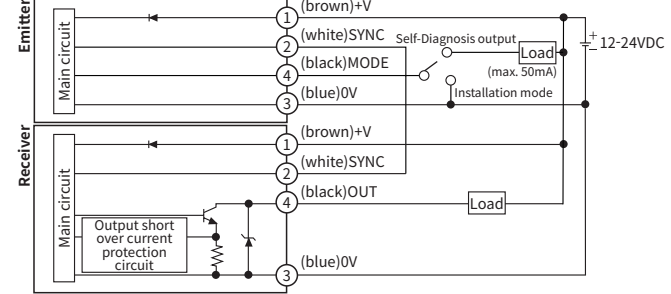 Emitter
Main circuit
1
(brown)+V
2
(white)SYNC
4
(black)MODE
3
(blue)0V
Self-Diagnosis output
Load
(max. 50mA)
Installation mode
+
−
12-24VDC
Receiver
Main circuit
1
(brown)+V
2
(white)SYNC
4
(black)OUT
Load
Output short
over current
protection
circuit
3
(blue)0V